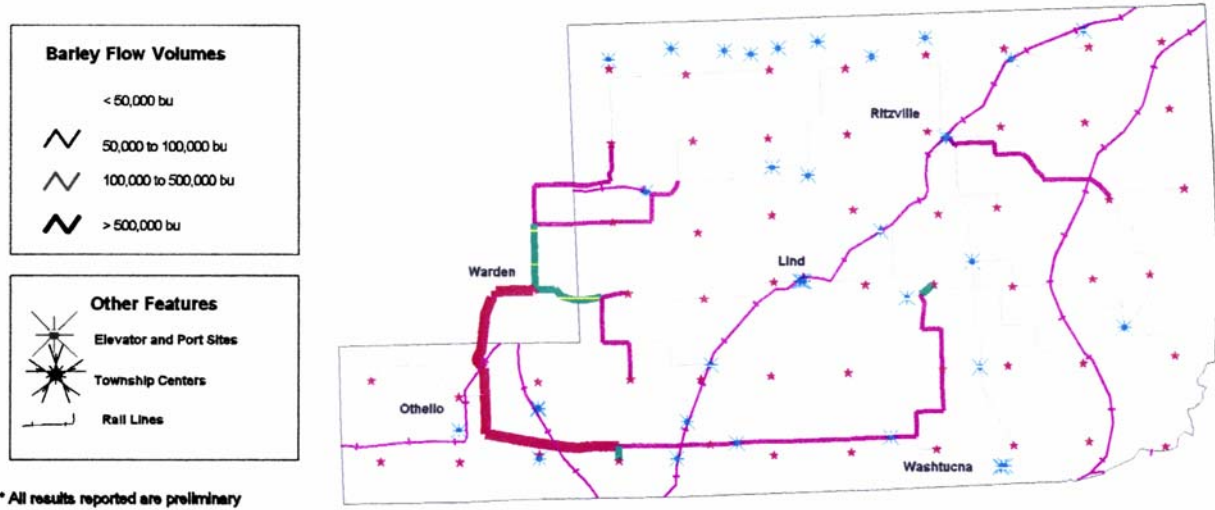 Barley Flow Volumes
< 50,000 bu
50,000 to 100,000 bu
100,000 to 500,000 bu
> 500,000 bu
Other Features
Elevator and Port Sites
Township Centers
Rail Lines
* All results reported are preliminary
Ritzville
Lind
Warden
Othello
Washtucna